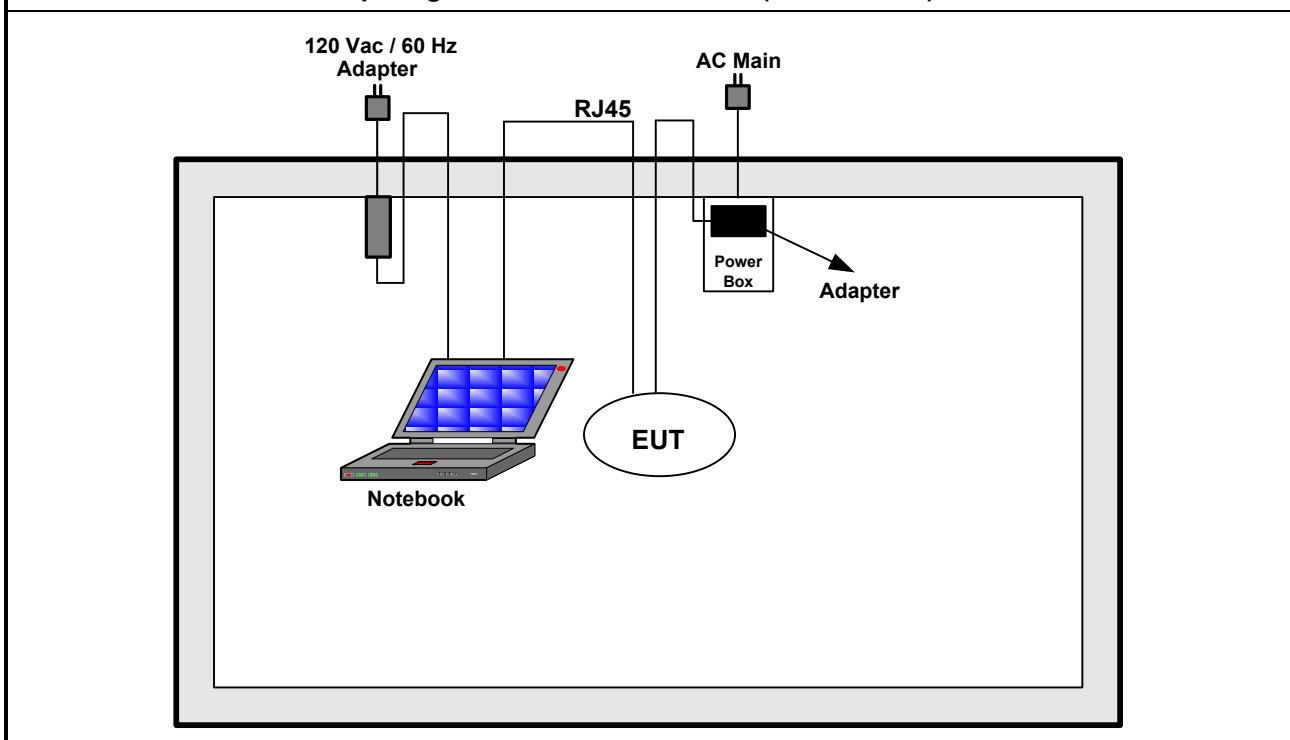 120 Vac / 60 Hz
Adapter
AC Main
RJ45
Power
Box
Adapter
EUT
Notebook